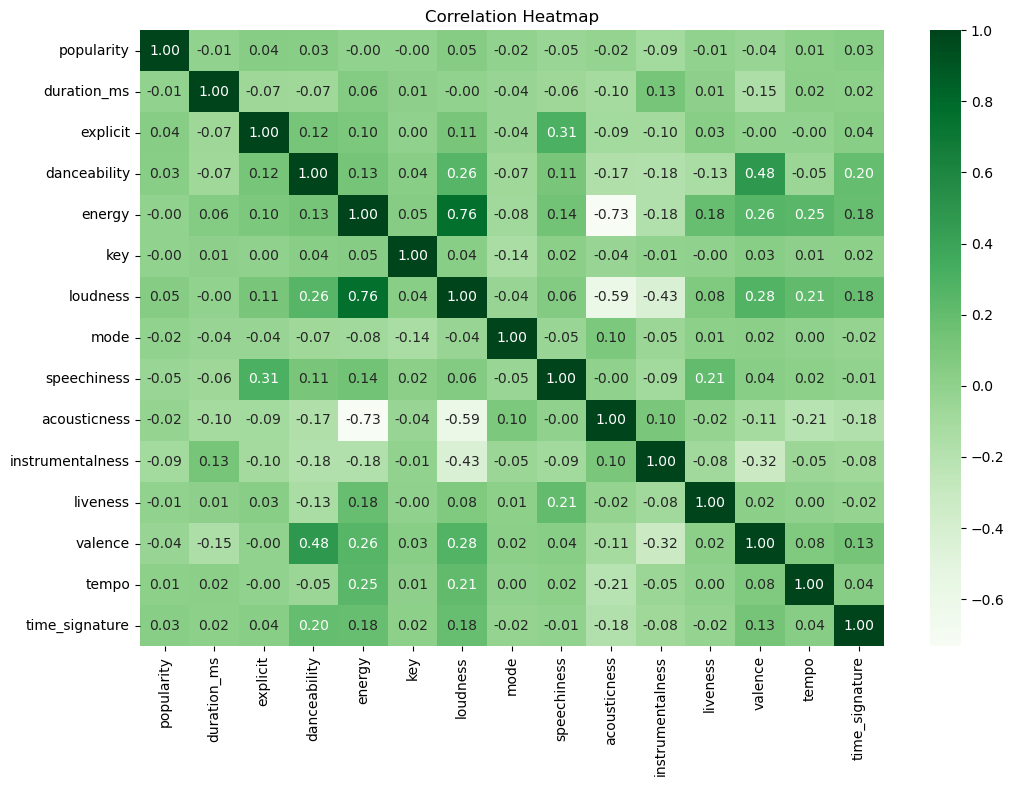 Correlation Heatmap
popularity 1.00 -0.01 0.04 0.03 -0.00 -0.00 0.05 -0.02 -0.05 -0.02 -0.09 -0.01 -0.04 0.01 0.03
duration_ms -0.01 1.00 -0.07 -0.07 0.06 0.01 -0.00 -0.04 -0.06 -0.10 0.13 0.01 -0.15 0.02 0.02
explicit 0.04 -0.07 1.00 0.12 0.10 0.00 0.11 -0.04 0.31 -0.09 -0.10 0.03 -0.00 -0.00 0.04
danceability 0.03 -0.07 0.12 1.00 0.13 0.04 0.26 -0.07 0.11 -0.17 -0.18 -0.13 0.48 -0.05 0.20
energy -0.00 0.06 0.10 0.13 1.00 0.05 0.76 -0.08 0.14 -0.73 -0.18 0.18 0.26 0.25 0.18
key -0.00 0.01 0.00 0.04 0.05 1.00 0.04 -0.14 0.02 -0.04 -0.01 -0.00 0.03 0.01 0.02
loudness 0.05 -0.00 0.11 0.26 0.76 0.04 1.00 -0.04 0.06 -0.59 -0.43 0.08 0.28 0.21 0.18
mode -0.02 -0.04 -0.04 -0.07 -0.08 -0.14 -0.04 1.00 -0.05 0.10 -0.05 0.01 0.02 0.00 -0.02
speechiness -0.05 -0.06 0.31 0.11 0.14 0.02 0.06 -0.05 1.00 -0.00 -0.09 0.21 0.04 0.02 -0.01
acousticness -0.02 -0.10 -0.09 -0.17 -0.73 -0.04 -0.59 0.10 -0.00 1.00 0.10 -0.02 -0.11 -0.21 -0.18
instrumentalness -0.09 0.13 -0.10 -0.18 -0.18 -0.01 -0.43 -0.05 -0.09 0.10 1.00 -0.08 -0.32 -0.05 -0.08
liveness -0.01 0.01 0.03 -0.13 0.18 -0.00 0.08 0.01 0.21 -0.02 -0.08 1.00 0.02 0.00 -0.02
valence -0.04 -0.15 -0.00 0.48 0.26 0.03 0.28 0.02 0.04 -0.11 -0.32 0.02 1.00 0.08 0.13
tempo 0.01 0.02 -0.00 -0.05 0.25 0.01 0.21 0.00 0.02 -0.21 -0.05 0.00 0.08 1.00 0.04
time_signature 0.03 0.02 0.04 0.20 0.18 0.02 0.18 -0.02 -0.01 -0.18 -0.08 -0.02 0.13 0.04 1.00
popularity
duration_ms
explicit
danceability
energy
key
loudness
mode
speechiness
acousticness
instrumentalness
liveness
valence
tempo
time_signature
1.0
0.8
0.6
0.4
0.2
0.0
−0.2
−0.4
−0.6